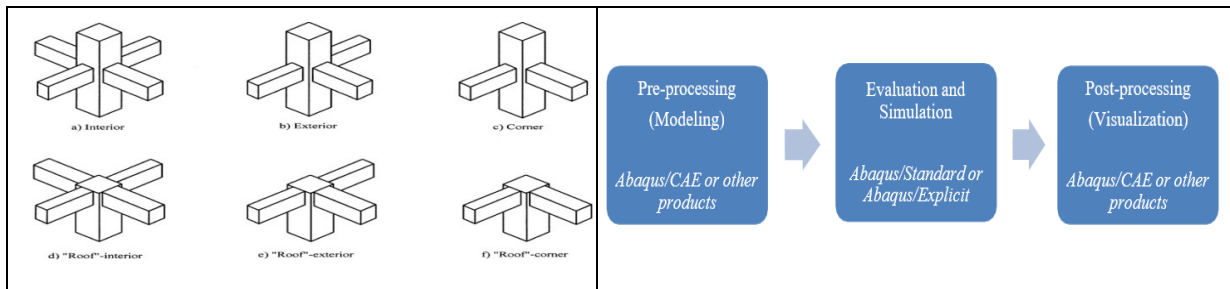 a) Interior
b) Exterior
c) Corner
d) "Roof"-interior
e) "Roof"-exterior
f) "Roof"-corner
Pre-processing
(Modeling)
Abaqus/CAE or other
products
Evaluation and
Simulation
Abaqus/Standard or
Abaqus/Explicit
Post-processing
(Visualization)
Abaqus/CAE or other
products